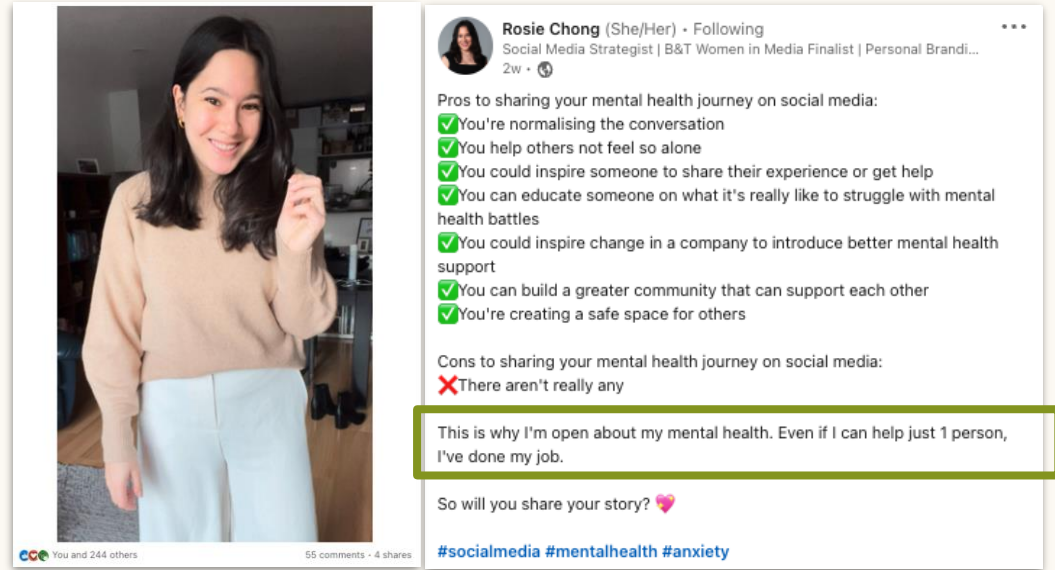 You and 244 others
55 comments · 4 shares
Rosie Chong (She/Her) • Following
Social Media Strategist | B&T Women in Media Finalist | Personal Brandi...
2w •
Pros to sharing your mental health journey on social media:
✅You're normalising the conversation
✅You help others not feel so alone
✅You could inspire someone to share their experience or get help
✅You can educate someone on what it's really like to struggle with mental
health battles
✅You could inspire change in a company to introduce better mental health
support
✅You can build a greater community that can support each other
✅You're creating a safe space for others
Cons to sharing your mental health journey on social media:
❌There aren't really any
This is why I'm open about my mental health. Even if I can help just 1 person,
I've done my job.
So will you share your story? 💖
#socialmedia #mentalhealth #anxiety